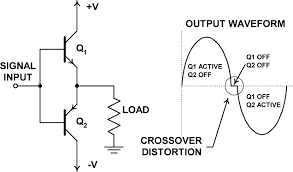 +V
Q1
SIGNAL
INPUT
LOAD
Q2
-V
OUTPUT WAVEFORM
Q1 ACTIVE
Q2 OFF
Q1 OFF
Q2 OFF
Q1 OFF
Q2 ACTIVE
CROSSOVER
DISTORTION